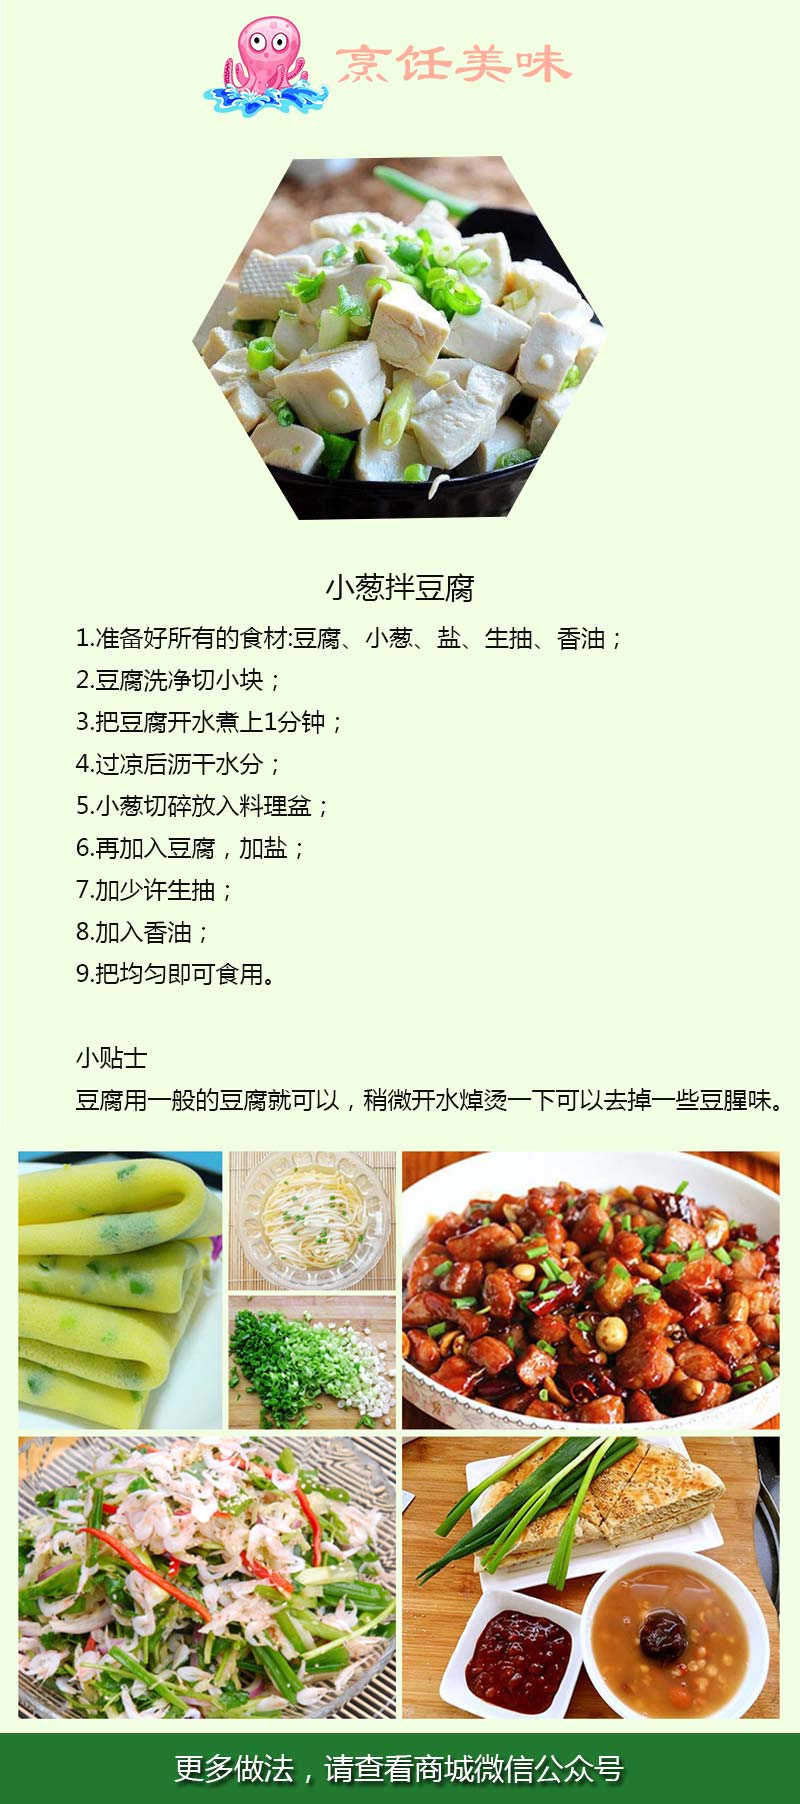 烹饪美味
小葱拌豆腐
1.准备好所有的食材:豆腐、小葱、盐、生抽、香油；
2.豆腐洗净切小块；
3.把豆腐开水煮上1分钟；
4.过凉后沥干水分；
5.小葱切碎放入料理盆；
6.再加入豆腐，加盐；
7.加少许生抽；
8.加入香油；
9.把均匀即可食用。
小贴士
豆腐用一般的豆腐就可以，稍微开水焯烫一下可以去掉一些豆腥味。
更多做法，请查看商城微信公众号